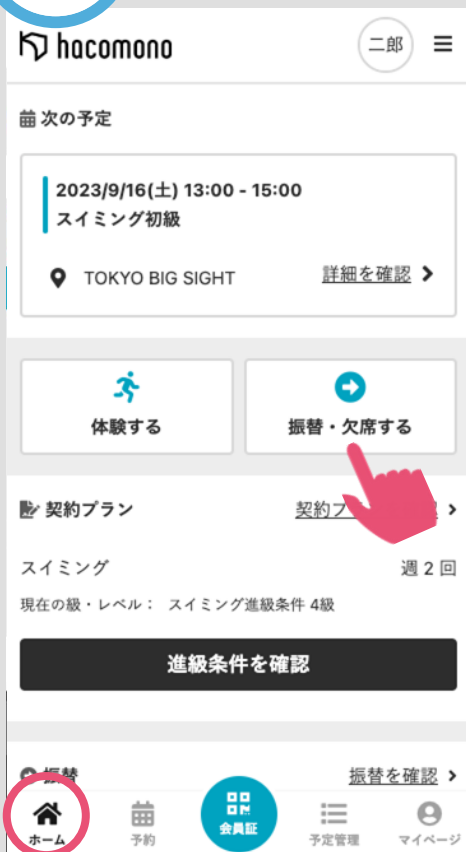 hacomono
二郎
次の予定
2023/9/16(土) 13:00 - 15:00
スイミング初級
TOKYO BIG SIGHT 詳細を確認
体験する 振替・欠席する
契約プラン 契約プ
スイミング 週 2 回
現在の級・レベル： スイミング進級条件 4級
進級条件を確認
振替 振替を確認
ホーム 予約 会員証 予定管理 マイページ